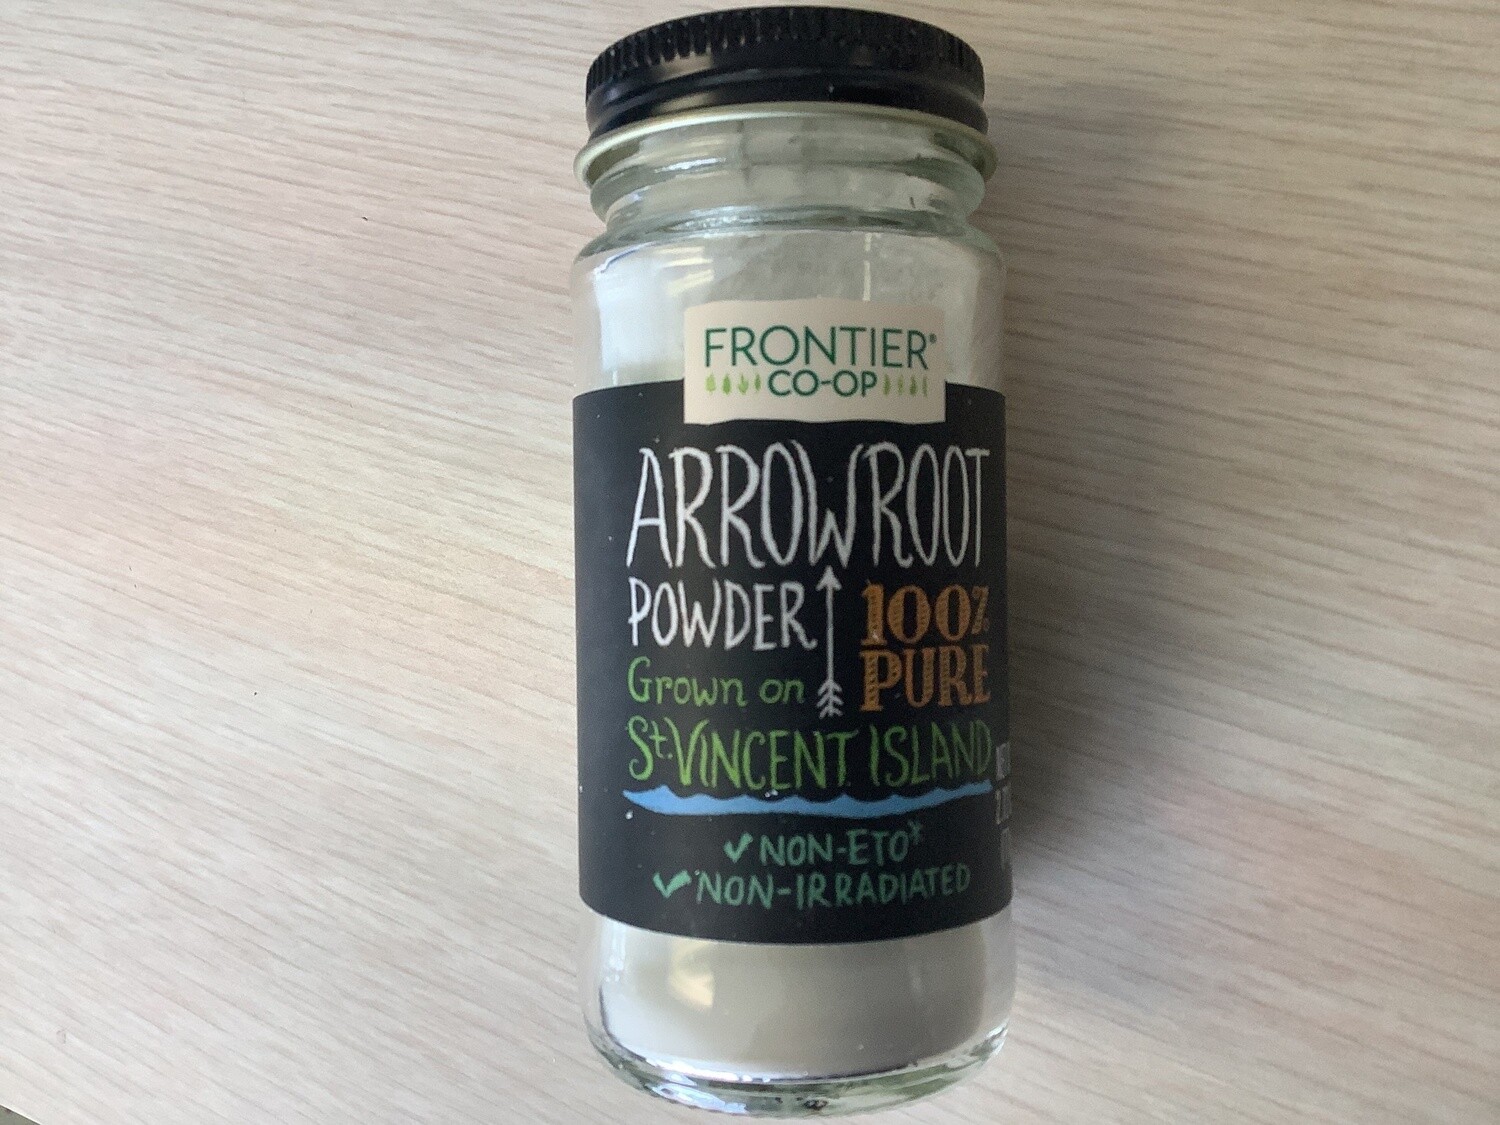 FRONTIER®
CO-OP
ARROWROOT
POWDER
100% PURE
Grown on
St. VINCENT ISLAND
✓ NON-ETO*
✓ NON-IRRADIATED